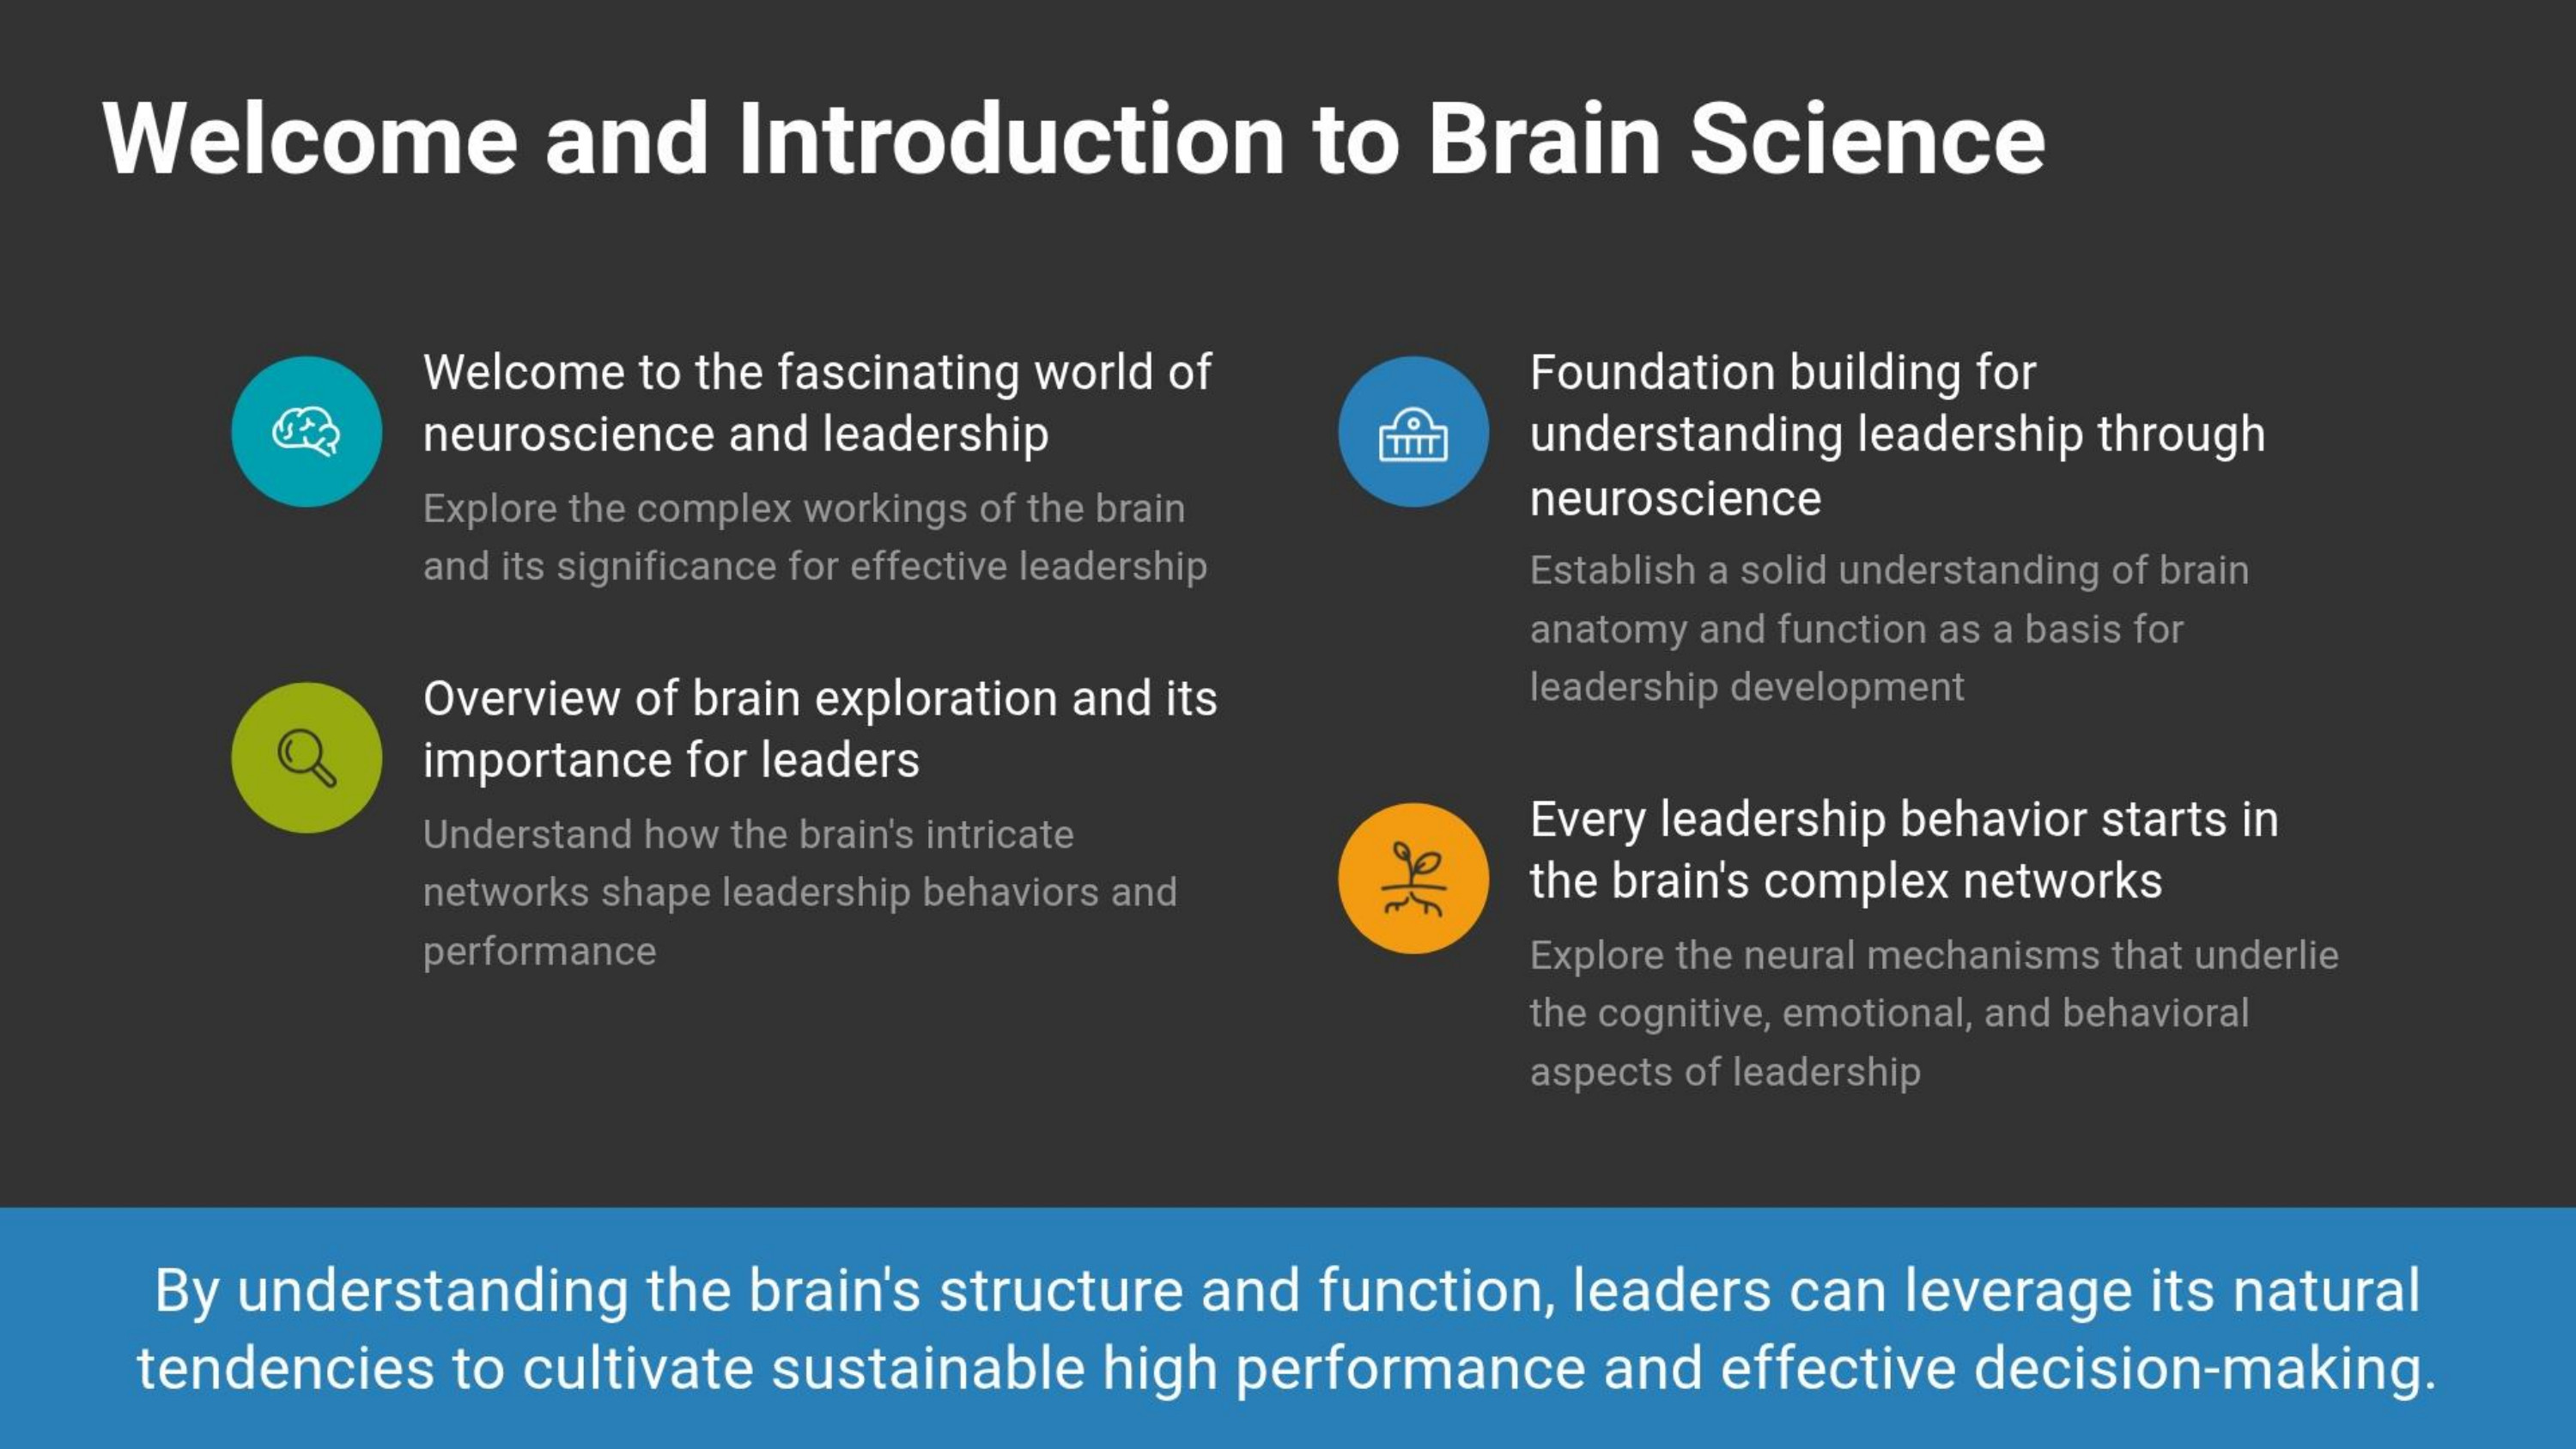 Welcome and Introduction to Brain Science
Welcome to the fascinating world of
neuroscience and leadership
Explore the complex workings of the brain
and its significance for effective leadership
Overview of brain exploration and its
importance for leaders
Understand how the brain's intricate
networks shape leadership behaviors and
performance
Foundation building for
understanding leadership through
neuroscience
Establish a solid understanding of brain
anatomy and function as a basis for
leadership development
Every leadership behavior starts in
the brain's complex networks
Explore the neural mechanisms that underlie
the cognitive, emotional, and behavioral
aspects of leadership
By understanding the brain's structure and function, leaders can leverage its natural
tendencies to cultivate sustainable high performance and effective decision-making.